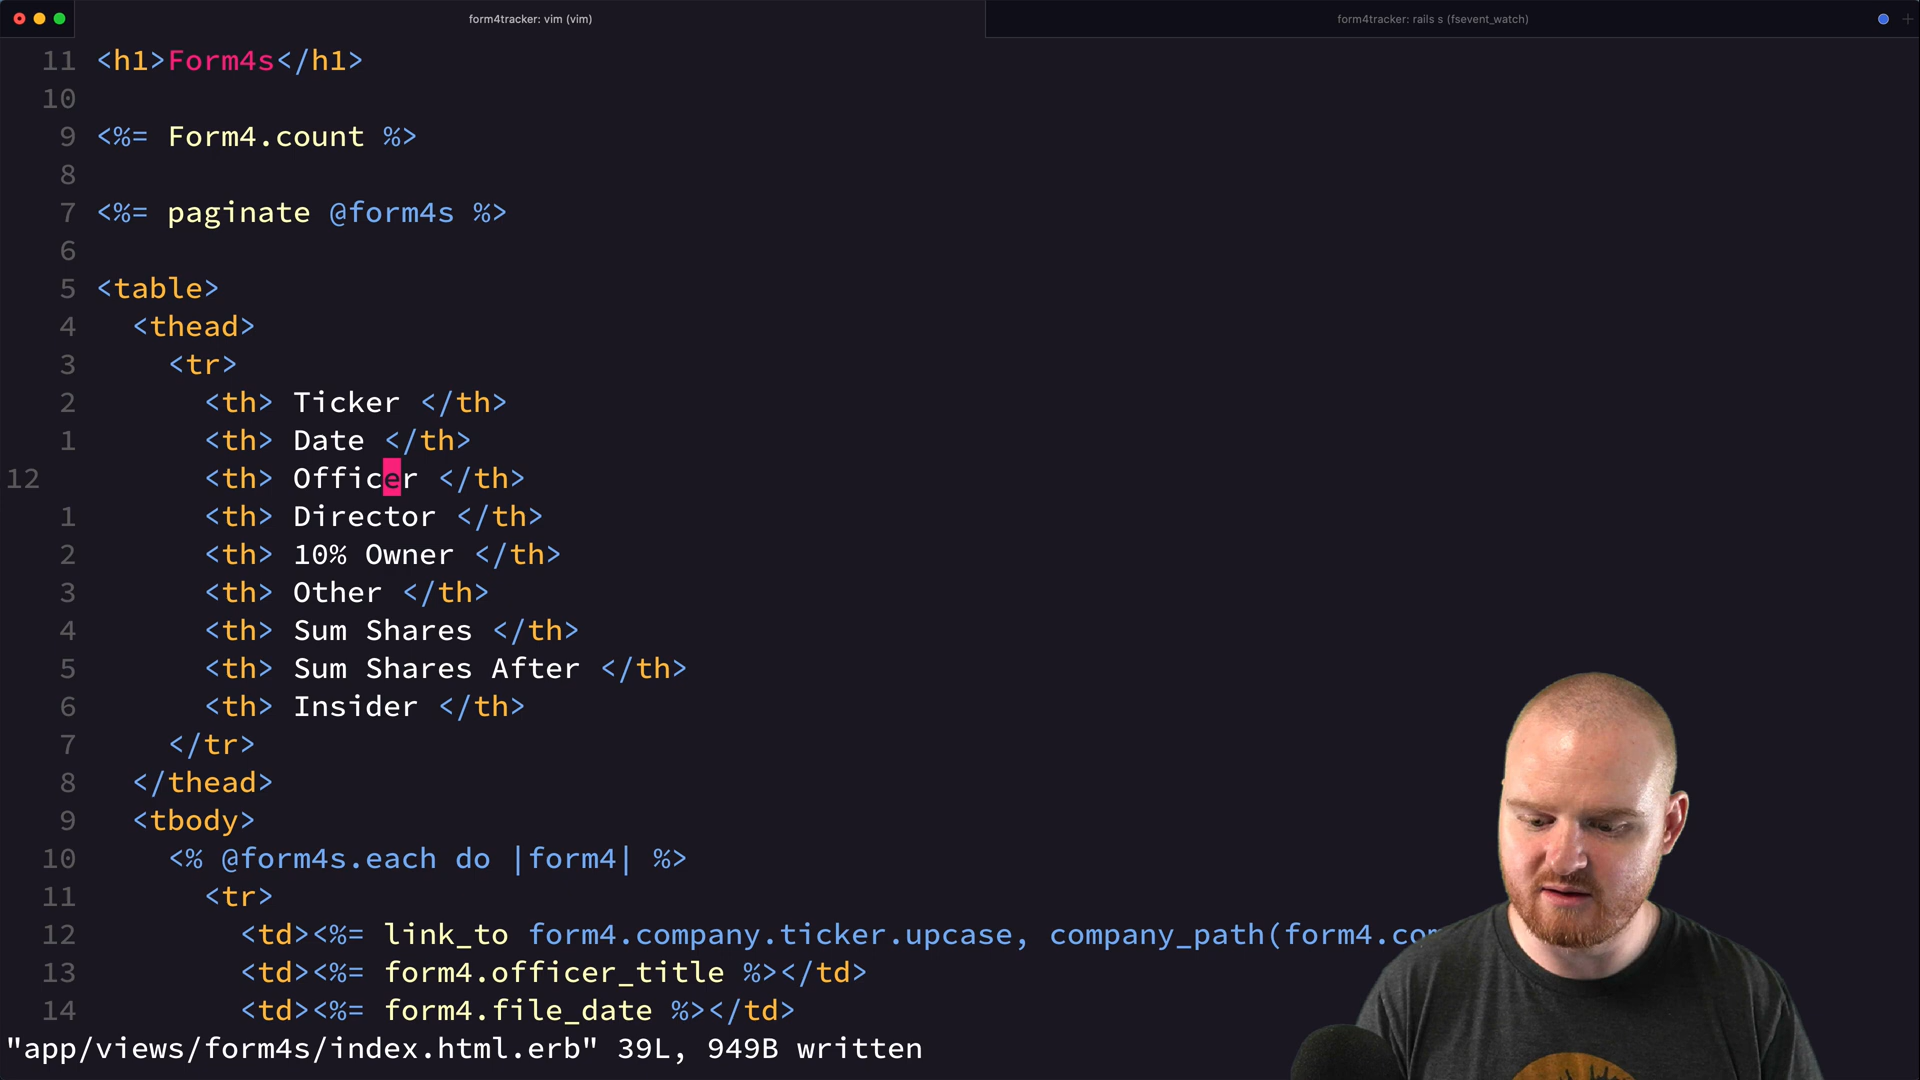 form4tracker: vim (vim)
form4tracker: rails s (fsevent_watch)
11 <h1>Form4s</h1>
10
9 <%= Form4.count %>
8
7 <%= paginate @form4s %>
6
5 <table>
4 <thead>
3 <tr>
2 <th> Ticker </th>
1 <th> Date </th>
12 <th> Officer </th>
1 <th> Director </th>
2 <th> 10% Owner </th>
3 <th> Other </th>
4 <th> Sum Shares </th>
5 <th> Sum Shares After </th>
6 <th> Insider </th>
7 </tr>
8 </thead>
9 <tbody>
10 <% @form4s.each do |form4| %>
11 <tr>
12 <td><%= link_to form4.company.ticker.upcase, company_path(form4.com
13 <td><%= form4.officer_title %></td>
14 <td><%= form4.file_date %></td>
"app/views/form4s/index.html.erb" 39L, 949B written